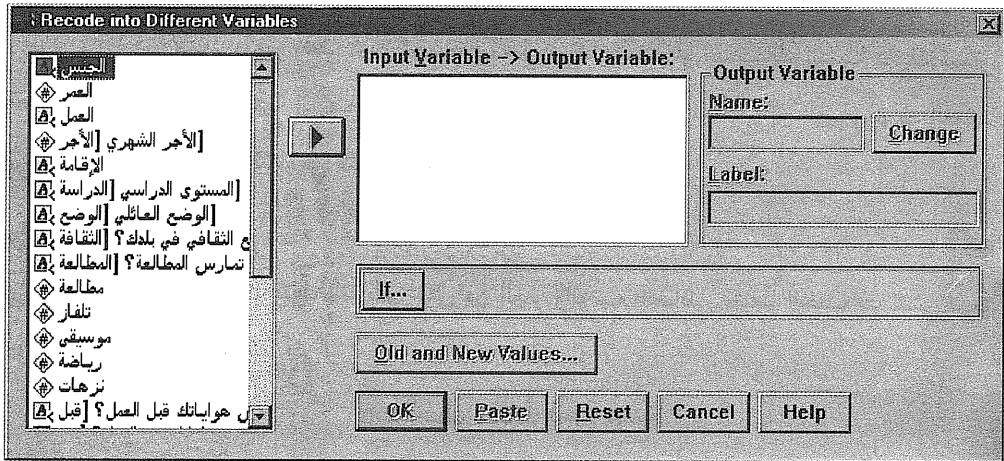 Recode into Different Variables
الجنس
العمر
العمل
الأجر الشهري [الأجر]
الإقامة
المستوى الدراسي [الدراسة]
الوضع العائلي [الوضع]
ع الثقافي في بلدك؟ [الثقافة
تمارس المطالعة؟ [المطالعة
مطالعة
تلفاز
موسيقى
رياضة
نزهات
هواياتك قبل العمل؟ [قبل
Input Variable -> Output Variable:
Output Variable
Name:
Change
Label:
If...
Old and New Values...
OK
Paste
Reset
Cancel
Help